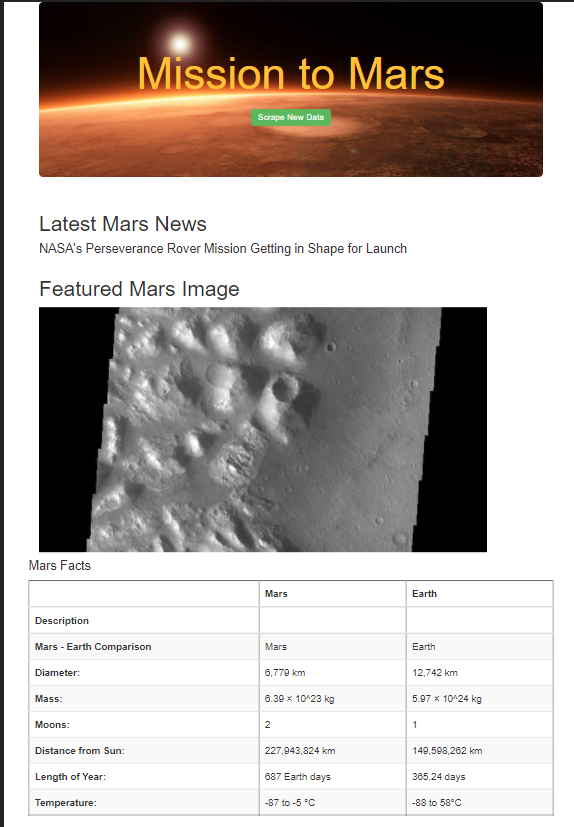 Mission to Mars
Scrape New Data
Latest Mars News
NASA's Perseverance Rover Mission Getting in Shape for Launch
Featured Mars Image
Mars Facts
Mars Earth
Description
Mars - Earth Comparison Mars Earth
Diameter: 6,779 km 12,742 km
Mass: 6.39 × 10^23 kg 5.97 × 10^24 kg
Moons: 2 1
Distance from Sun: 227,943,824 km 149,598,262 km
Length of Year: 687 Earth days 365.24 days
Temperature: -87 to -5 °C -88 to 58°C